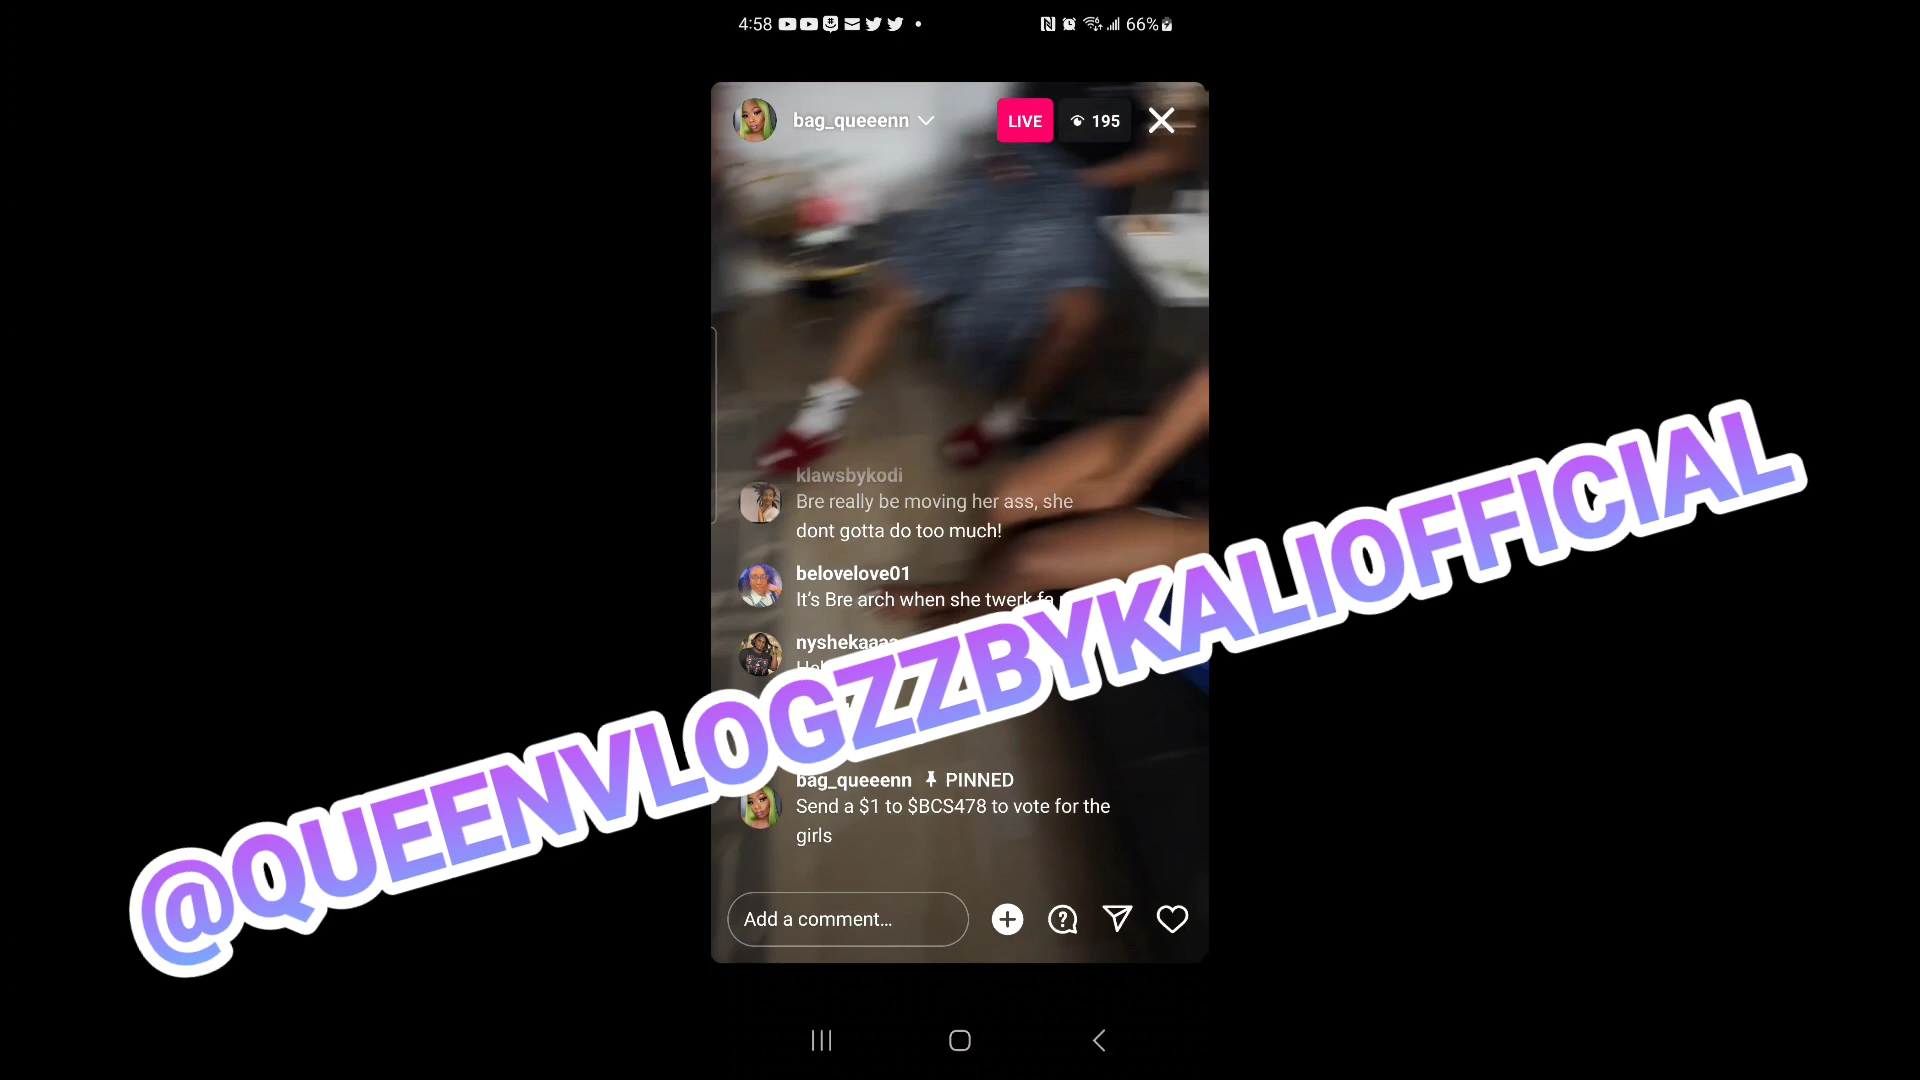 4:58
66%
bag_queeenn
LIVE
195
klawsbykodi
Bre really be moving her ass, she
dont gotta do too much!
belovelove01
It's Bre arch when she twerk fa
nyshekaaaa
@QUEENVLOGZZBYKALIOFFICIAL
bag_queeenn PINNED
Send a $1 to $BCS478 to vote for the
girls
Add a comment...